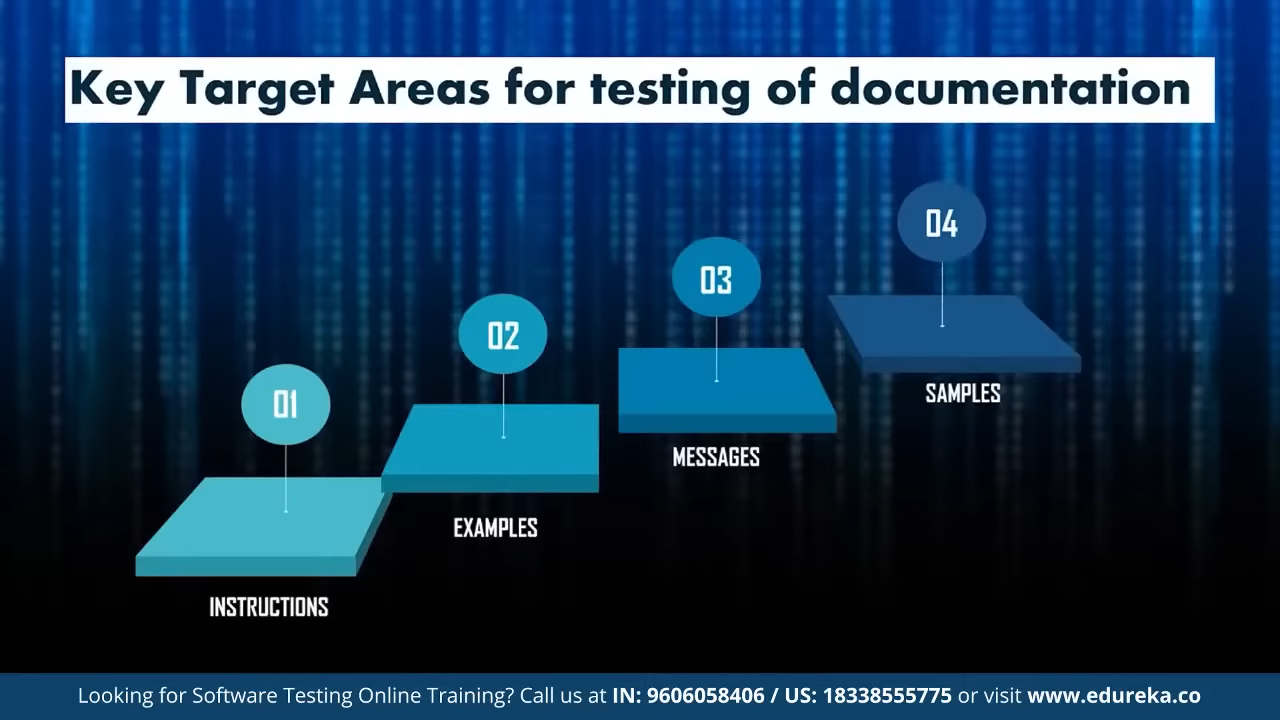 Key Target Areas for testing of documentation
01
INSTRUCTIONS
02
EXAMPLES
03
MESSAGES
04
SAMPLES
Looking for Software Testing Online Training? Call us at IN: 9606058406 / US: 18338555775 or visit www.edureka.co